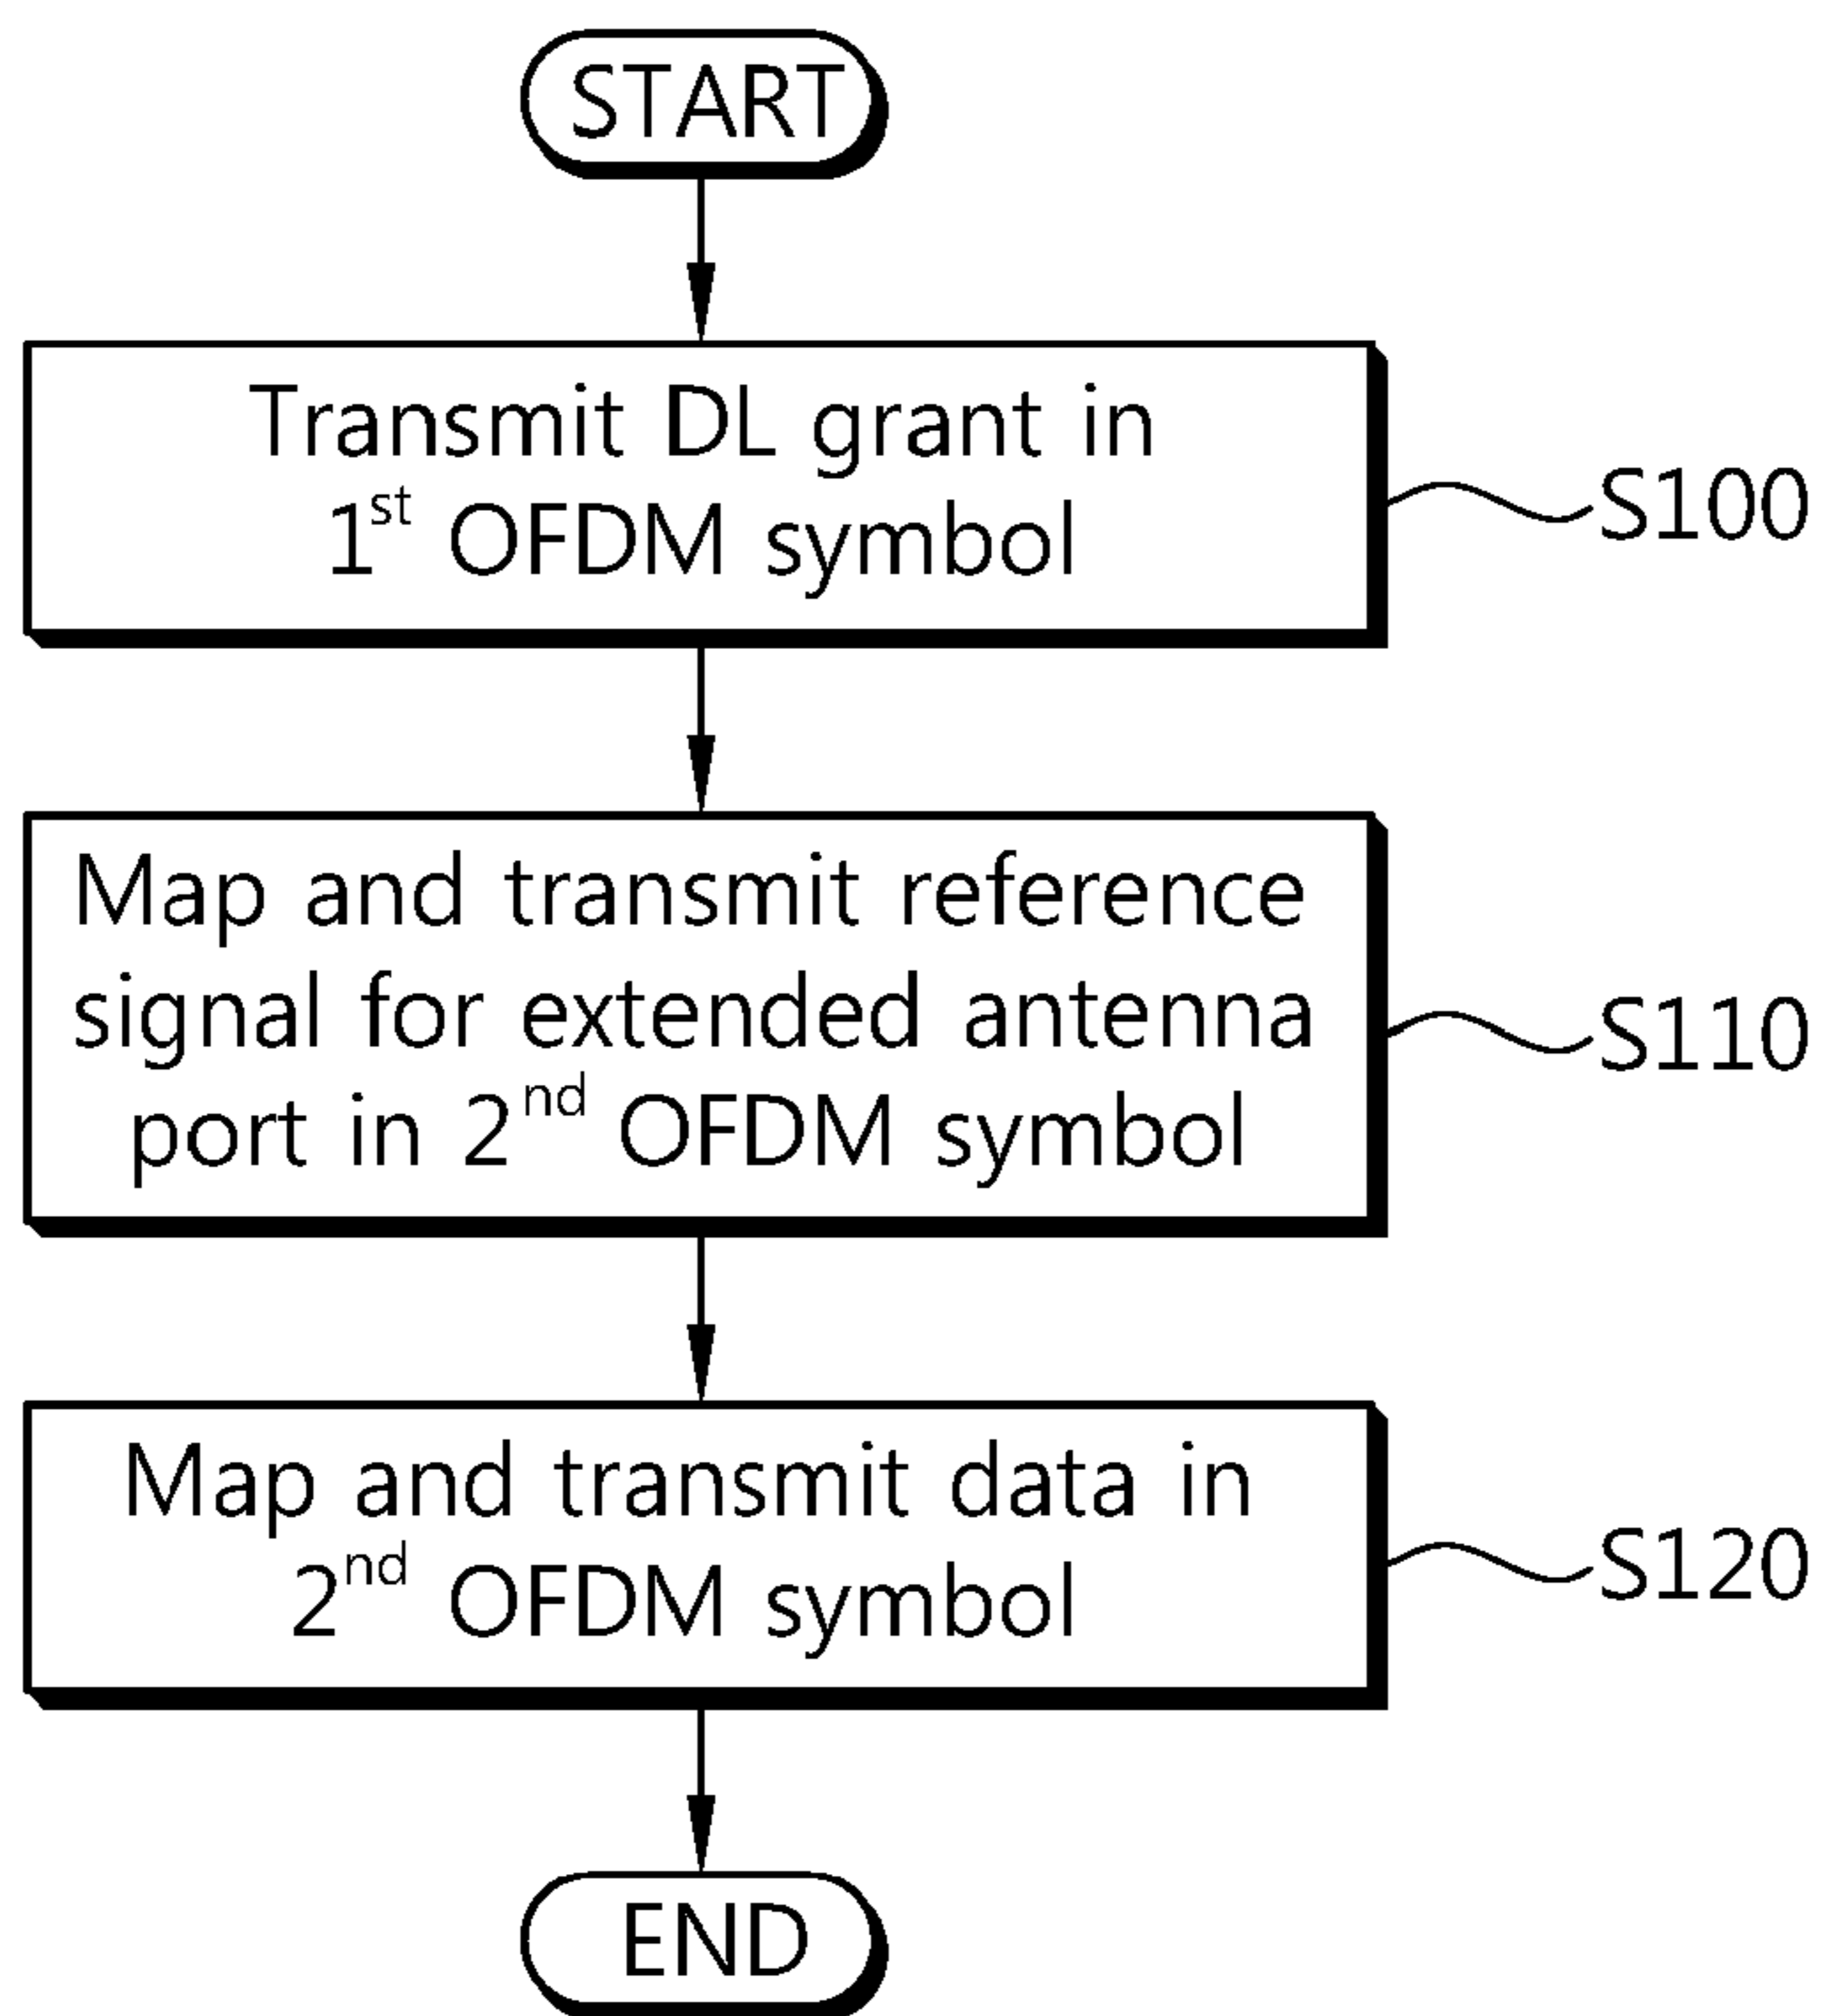 START
Transmit DL grant in
1st OFDM symbol
S100
Map and transmit reference
signal for extended antenna
port in 2nd OFDM symbol
S110
Map and transmit data in
2nd OFDM symbol
S120
END